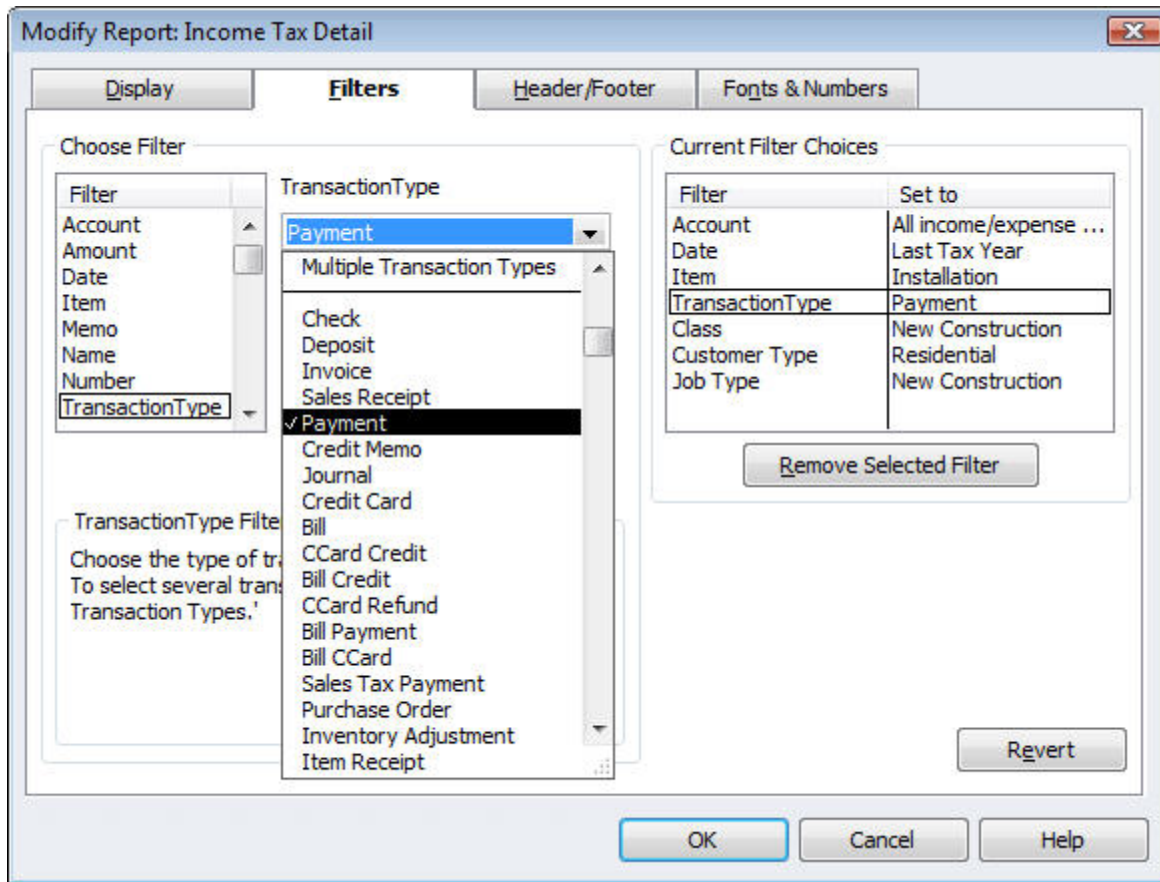 Modify Report: Income Tax Detail
Display Filters Header/Footer Fonts & Numbers
Choose Filter
Filter
Account
Amount
Date
Item
Memo
Name
Number
TransactionType
TransactionType
Payment
Multiple Transaction Types
Check
Deposit
Invoice
Sales Receipt
✓Payment
Credit Memo
Journal
Credit Card
Bill
CCard Credit
Bill Credit
CCard Refund
Bill Payment
Bill CCard
Sales Tax Payment
Purchase Order
Inventory Adjustment
Item Receipt
TransactionType
Choose the type of
To select several
Transaction Types.'
Current Filter Choices
Filter Set to
Account All income/expense ...
Date Last Tax Year
Item Installation
TransactionType Payment
Class New Construction
Customer Type Residential
Job Type New Construction
Remove Selected Filter
Revert
OK Cancel Help